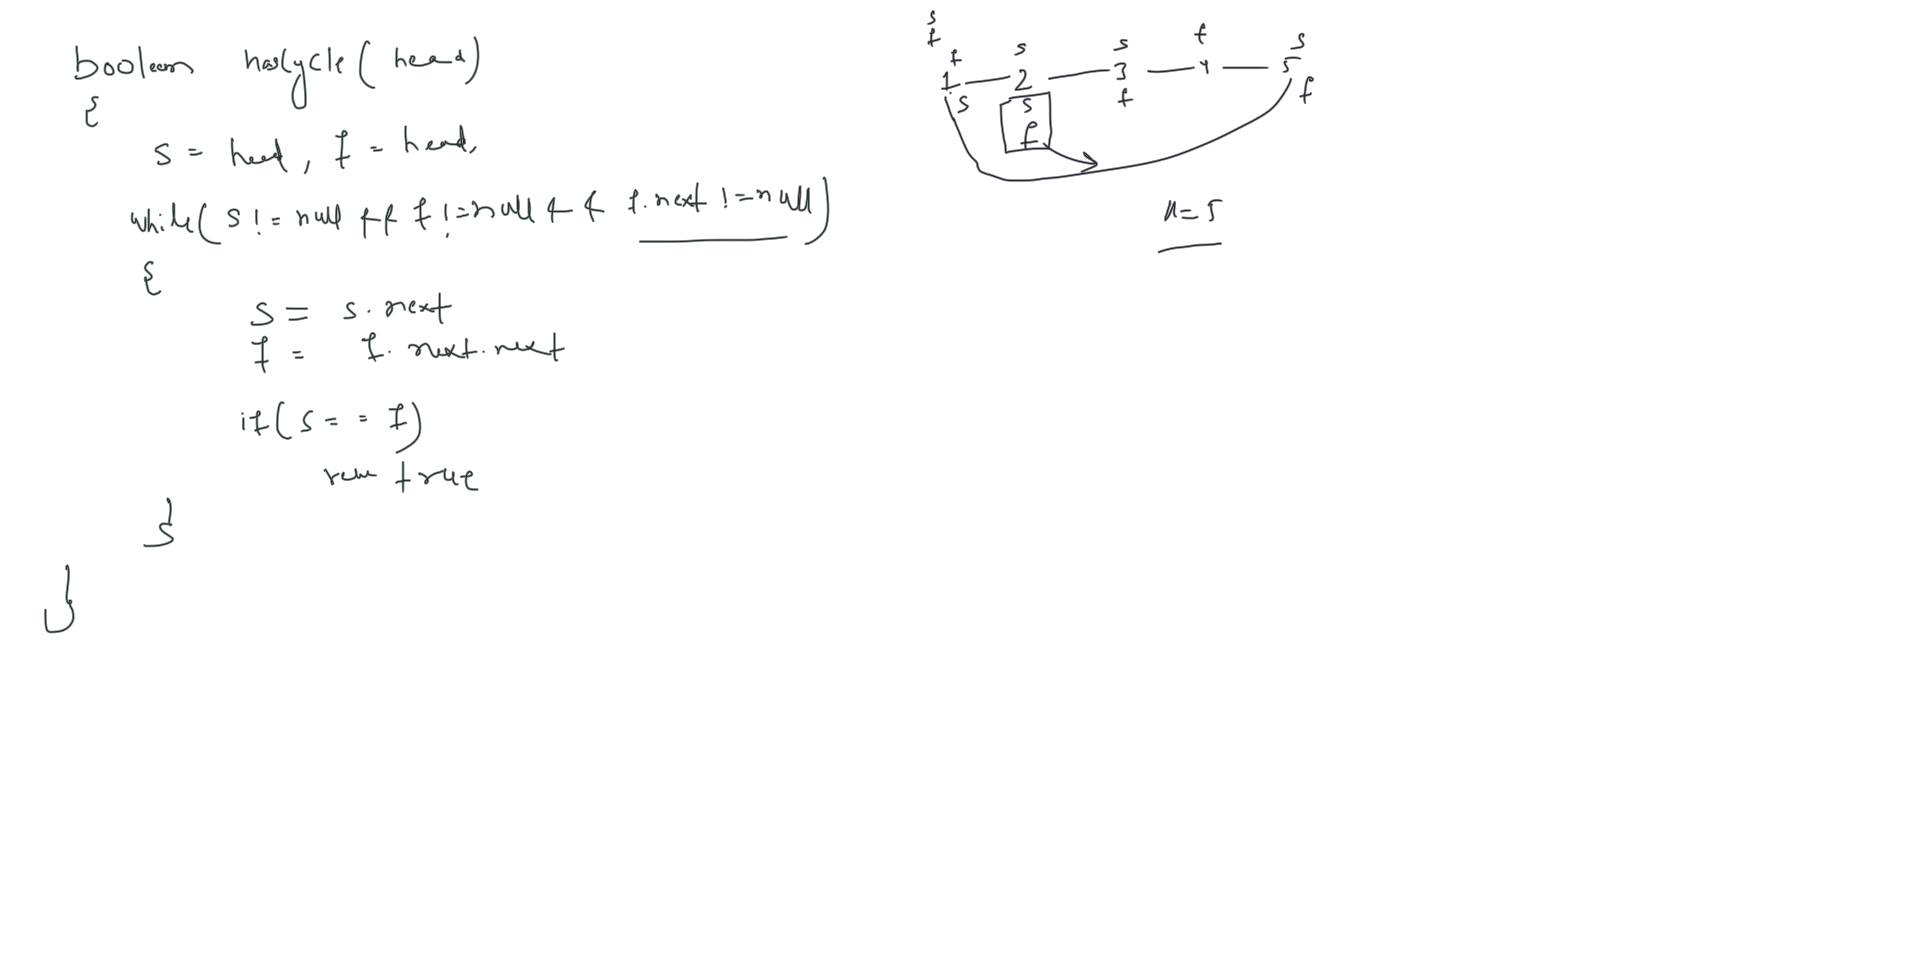 boolean hasCycle( head)
{
s = head, f = head,
while( s != null && f != null && f.next != null)
{
s = s.next
f = f.next.next
if( s == f)
true
}
}
s
f
f s s f s
1 2 3 4 5
s s f f
f
n=5